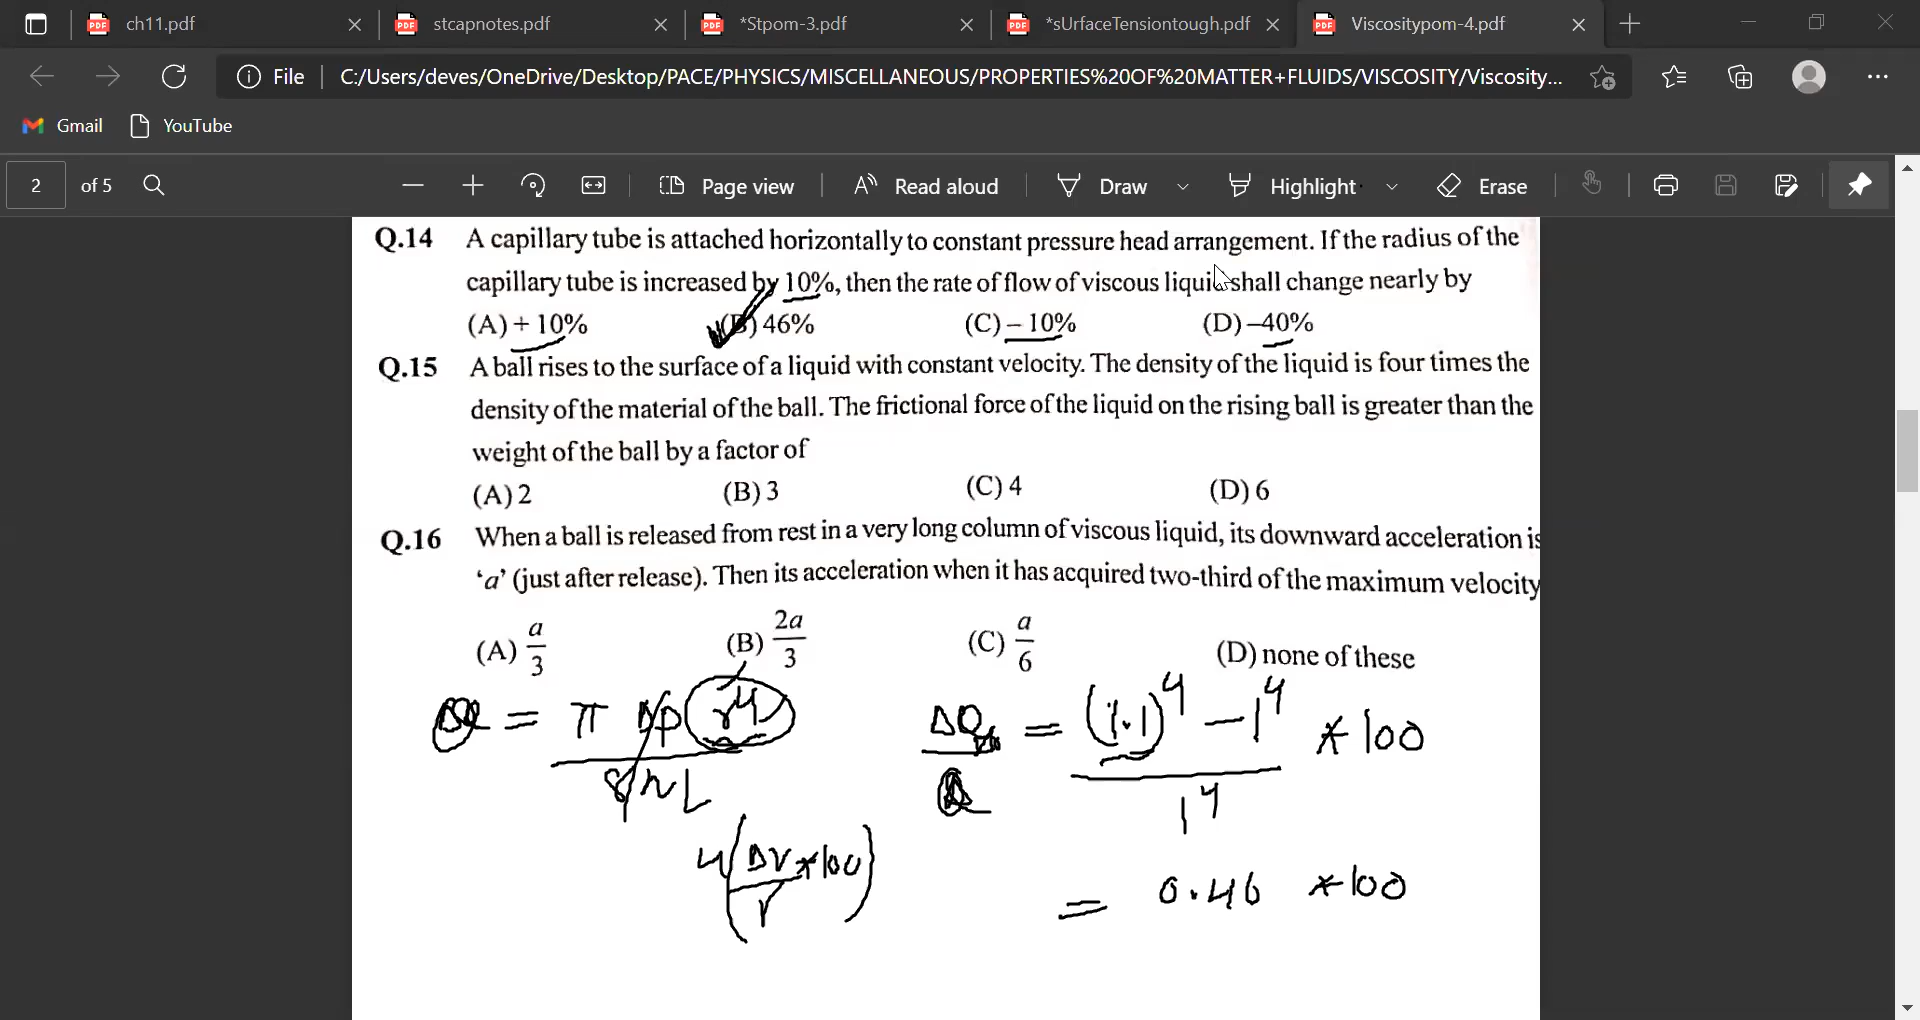 ch11.pdf stcapnotes.pdf *Stpom-3.pdf *sUrfaceTensiontough.pdf Viscositypom-4.pdf
File C:/Users/deves/OneDrive/Desktop/PACE/PHYSICS/MISCELLANEOUS/PROPERTIES%20OF%20MATTER+FLUIDS/VISCOSITY/Viscosity...
Gmail YouTube
2 of 5 Page view Read aloud Draw Highlight Erase
Q.14 A capillary tube is attached horizontally to constant pressure head arrangement. If the radius of the
capillary tube is increased by 10%, then the rate of flow of viscous liquid shall change nearly by
(A) + 10% (B) 46% (C) – 10% (D) –40%
Q.15 A ball rises to the surface of a liquid with constant velocity. The density of the liquid is four times the
density of the material of the ball. The frictional force of the liquid on the rising ball is greater than the
weight of the ball by a factor of
(A) 2 (B) 3 (C) 4 (D) 6
Q.16 When a ball is released from rest in a very long column of viscous liquid, its downward acceleration is
‘a’ (just after release). Then its acceleration when it has acquired two-third of the maximum velocity
(A) a/3 (B) 2a/3 (C) a/6 (D) none of these
= π Δp r⁴ / 8ηL
ΔQ / Q = (1.1)⁴ – 1⁴ / 1⁴ * 100
4(Δr/r * 100)
= 0.46 * 100